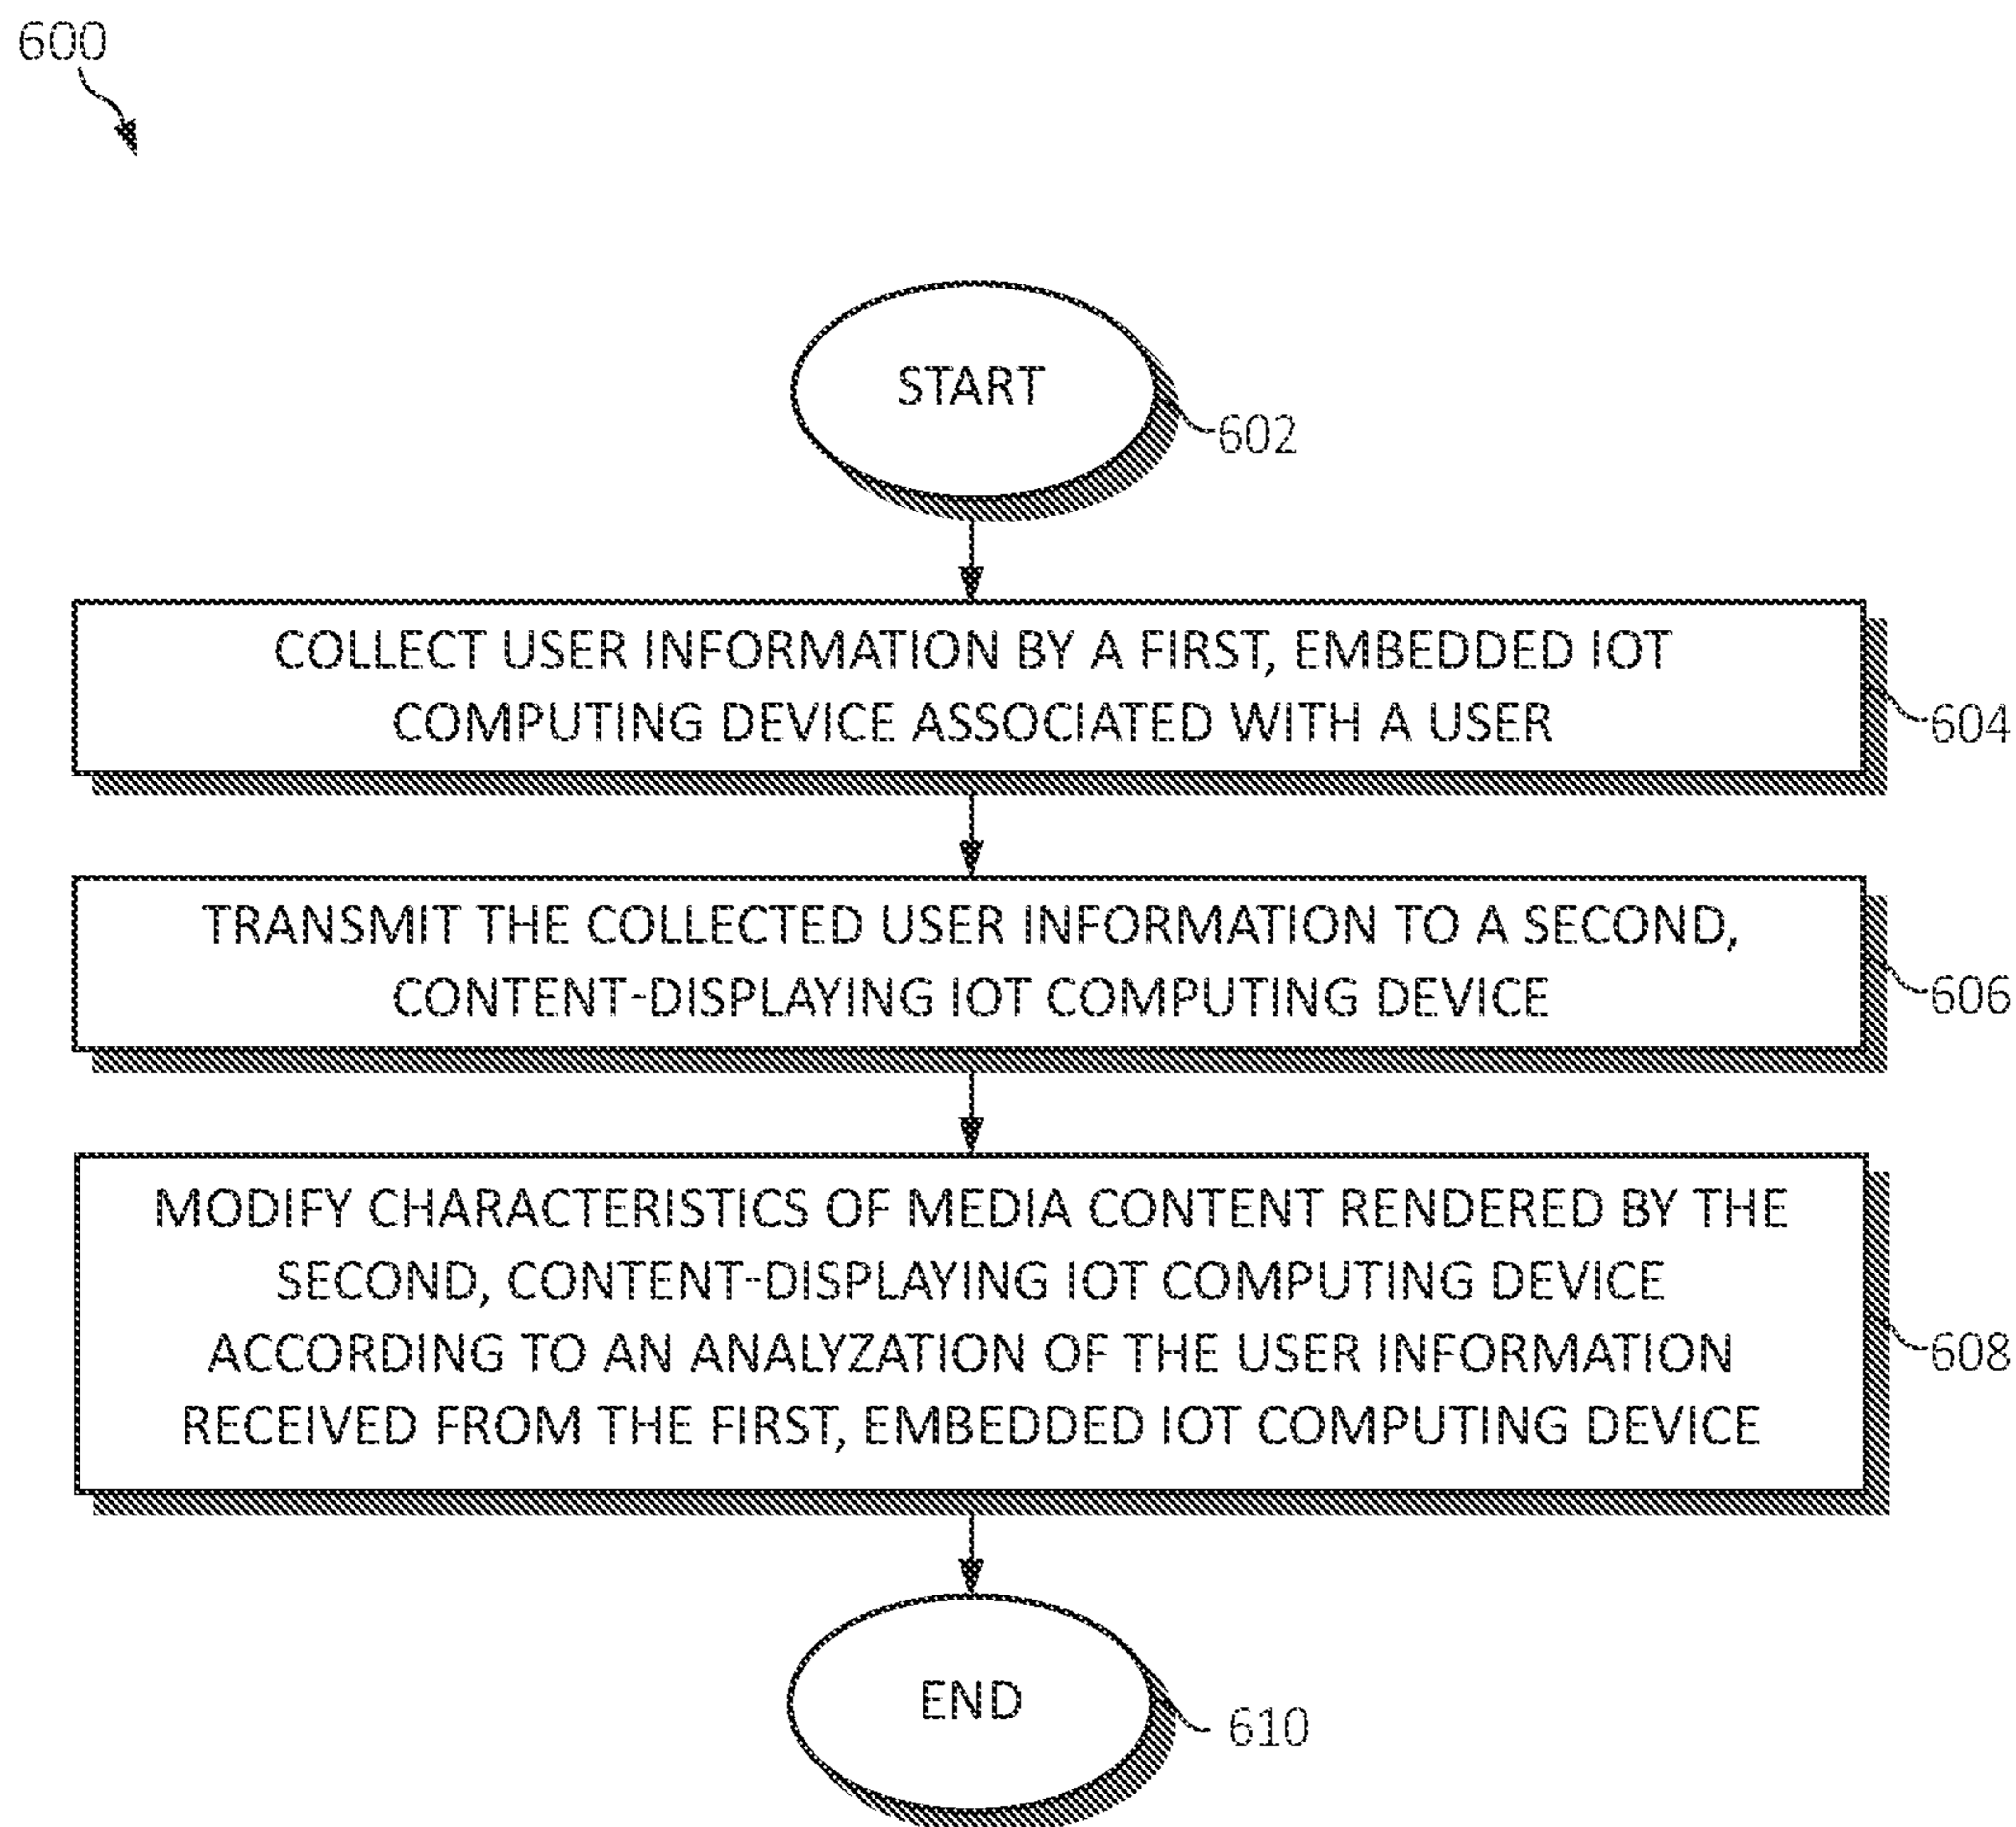 600
START
602
COLLECT USER INFORMATION BY A FIRST, EMBEDDED IOT
COMPUTING DEVICE ASSOCIATED WITH A USER
604
TRANSMIT THE COLLECTED USER INFORMATION TO A SECOND,
CONTENT-DISPLAYING IOT COMPUTING DEVICE
606
MODIFY CHARACTERISTICS OF MEDIA CONTENT RENDERED BY THE
SECOND, CONTENT-DISPLAYING IOT COMPUTING DEVICE
ACCORDING TO AN ANALYZATION OF THE USER INFORMATION
RECEIVED FROM THE FIRST, EMBEDDED IOT COMPUTING DEVICE
608
END
610